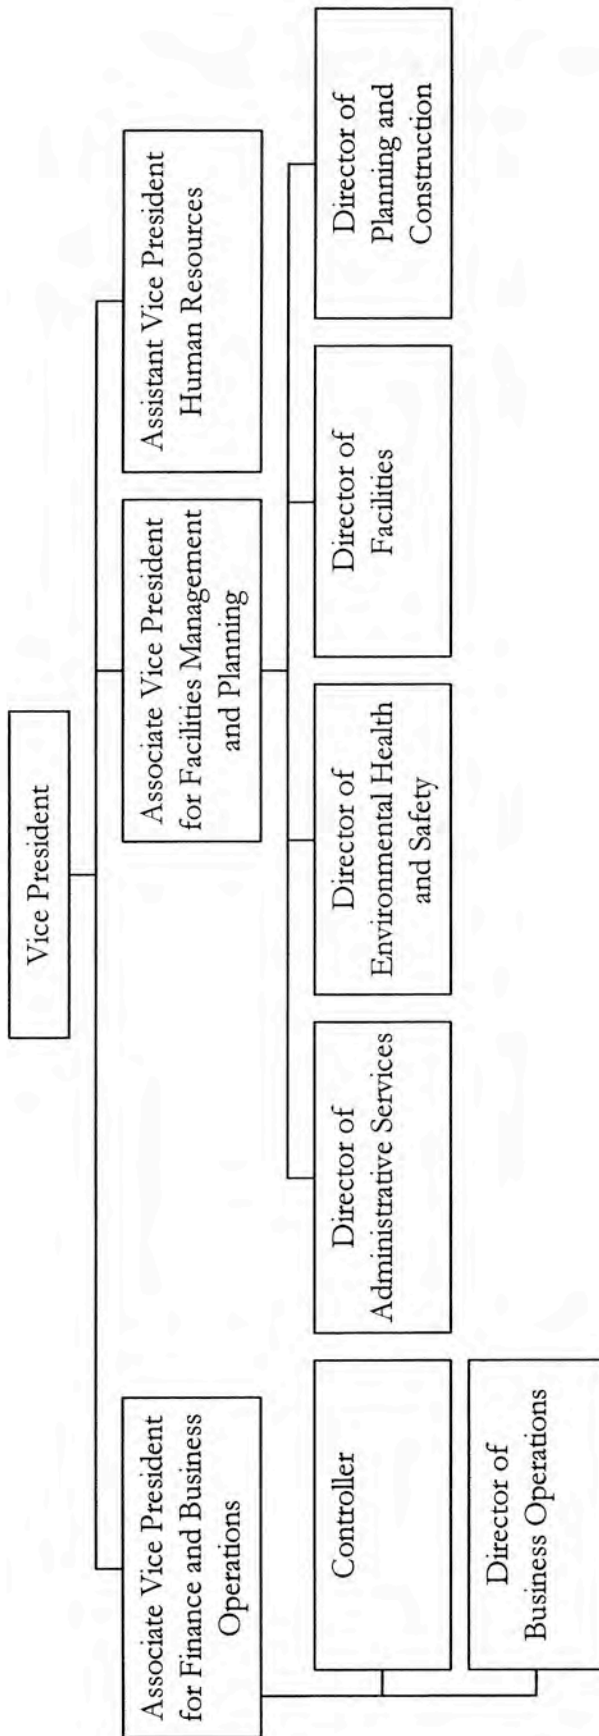 Vice President
Associate Vice President
for Finance and Business
Operations
Associate Vice President
for Facilities Management
and Planning
Assistant Vice President
Human Resources
Controller
Director of
Business Operations
Director of
Administrative Services
Director of
Environmental Health
and Safety
Director of
Facilities
Director of
Planning and
Construction